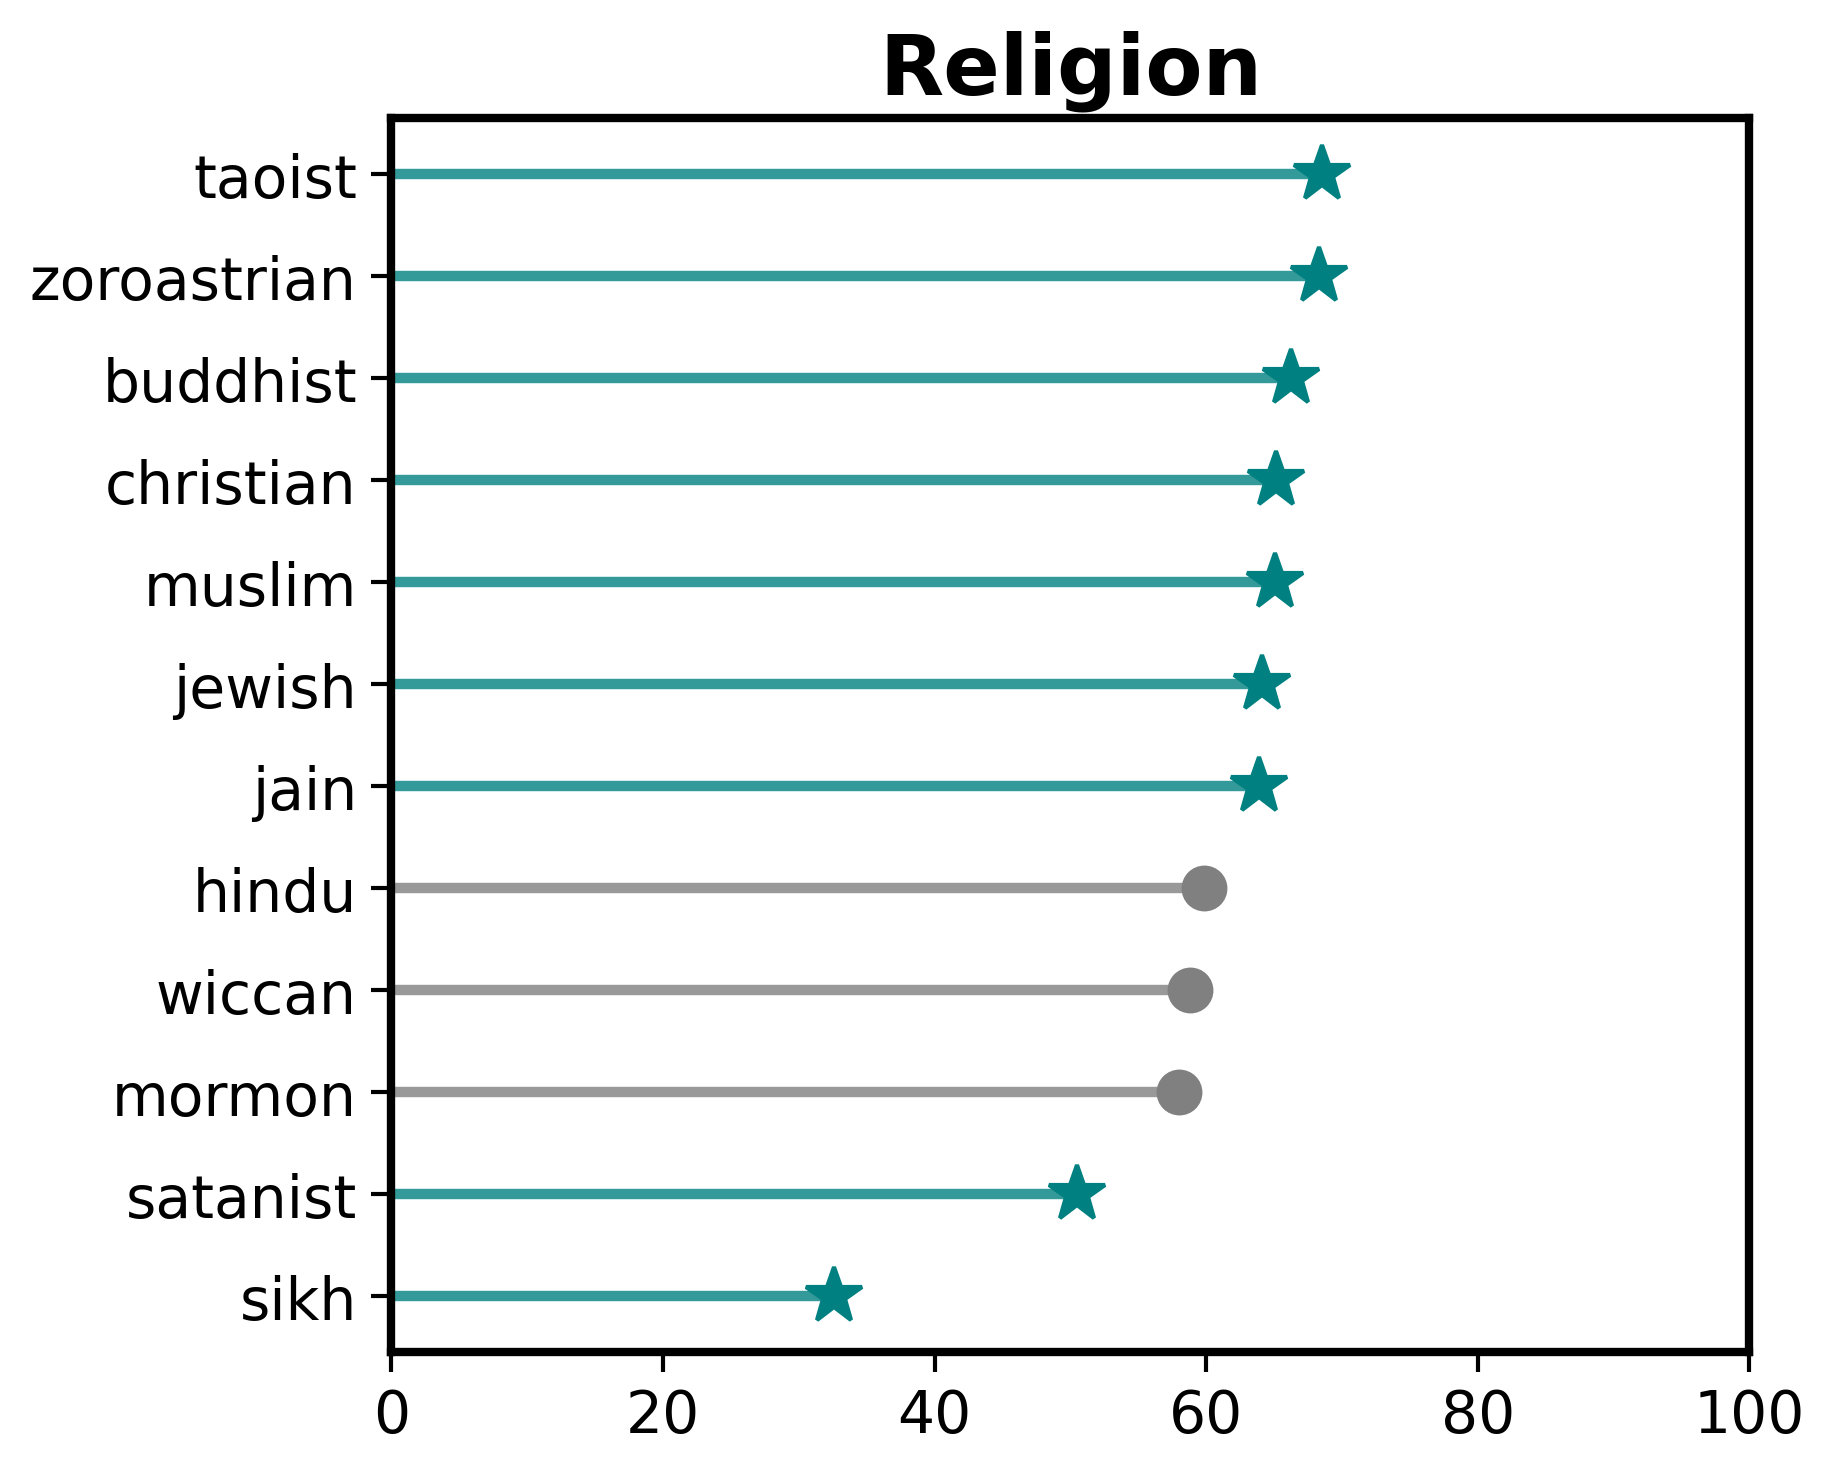 Religion
taoist
zoroastrian
buddhist
christian
muslim
jewish
jain
hindu
wiccan
mormon
satanist
sikh
0 20 40 60 80 100